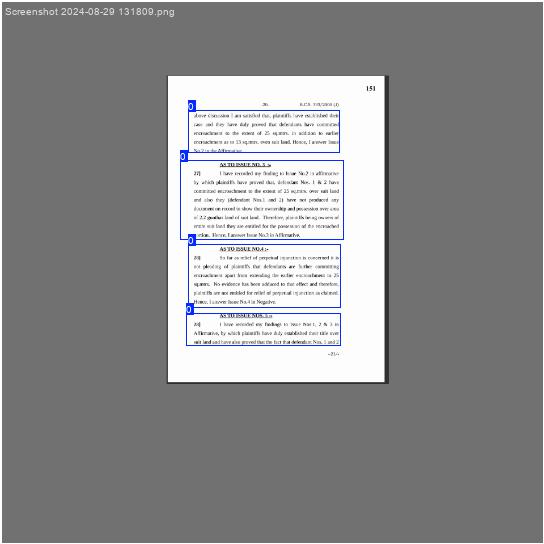 Screenshot 2024-08-29 131809.png
151
20. R.C.S. 
0
above discussion I am satisfied that, plaintiffs have established their
case and they have duly proved that defendants have committed
encroachment to the extent of 25 sq.mtrs. in addition to earlier
encroachment as to 13 sq.mtrs. over suit land. Hence, I answer Issue
No.2 in the Affirmative.
0
AS TO ISSUE NO. 3 :-
27) I have recorded my finding to Issue No.2 in affirmative
by which plaintiffs have proved that, defendant Nos. 1 & 2 have
committed encroachment to the extent of 25 sq.mtrs. over suit land
and also they (defendant Nos.1 and 2) have not produced any
document on record to show their ownership and possession over area
of 2.2 gunthas land of suit land. Therefore, plaintiffs being owners of
entire suit land they are entitled for the possession of the encroached
portion. Hence, I answer Issue No.3 in Affirmative.
0
AS TO ISSUE NO.4 :-
So far as relief of perpetual injunction is concerned it is
not pleading of plaintiffs that defendants are further committing
encroachment apart from extending the earlier encroachment to 25
sq.mtrs. No evidence has been adduced to that effect and therefore,
plaintiffs are not entitled for relief of perpetual injunction as claimed.
Hence, I answer Issue No.4 in Negative.
0
AS TO ISSUE NOS.
I have recorded my findings to Issue Nos 1, 2 & 3 in
Affirmative, by which plaintiffs have duly established their title over
suit land and have also proved that the fact that defendant Nos. 1 and 2